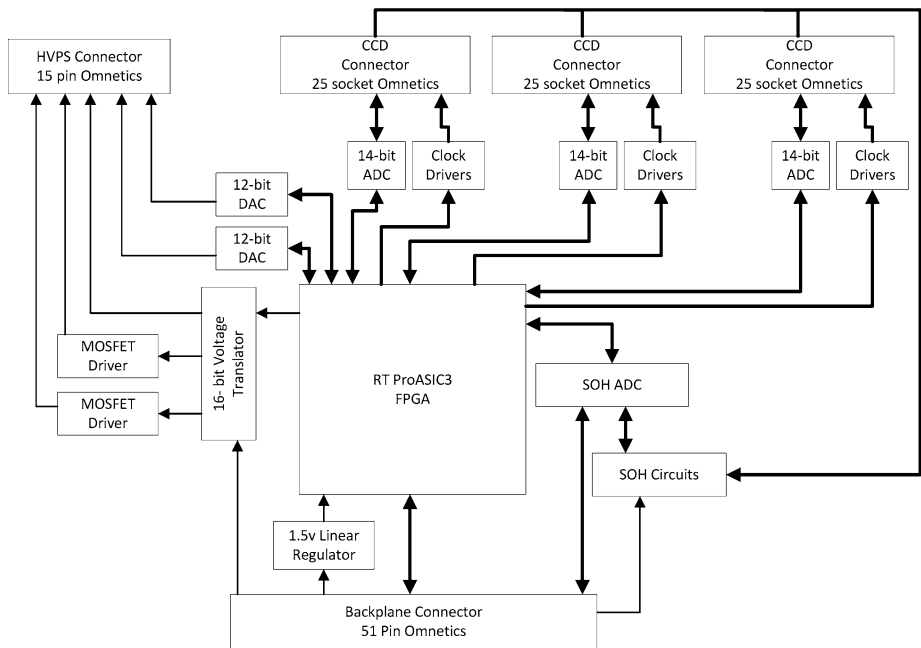 HVPS Connector
15 pin Omnetics
CCD
Connector
25 socket Omnetics
CCD
Connector
25 socket Omnetics
CCD
Connector
25 socket Omnetics
14-bit
ADC
Clock
Drivers
14-bit
ADC
Clock
Drivers
14-bit
ADC
Clock
Drivers
12-bit
DAC
12-bit
DAC
16- bit Voltage
Translator
MOSFET
Driver
MOSFET
Driver
RT ProASIC3
FPGA
SOH ADC
SOH Circuits
1.5v Linear
Regulator
Backplane Connector
51 Pin Omnetics